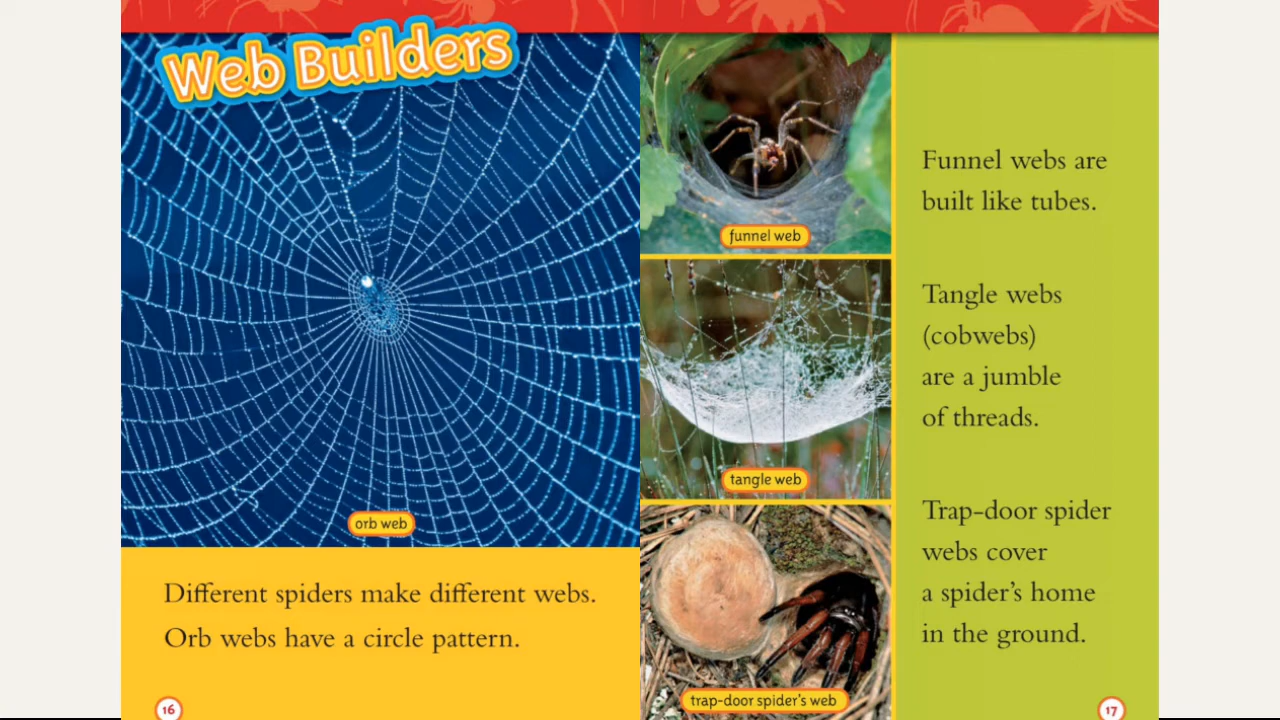 Web Builders
orb web
Different spiders make different webs.
Orb webs have a circle pattern.
16
funnel web
tangle web
trap-door spider's web
Funnel webs are
built like tubes.
Tangle webs
(cobwebs)
are a jumble
of threads.
Trap-door spider
webs cover
a spider's home
in the ground.
17